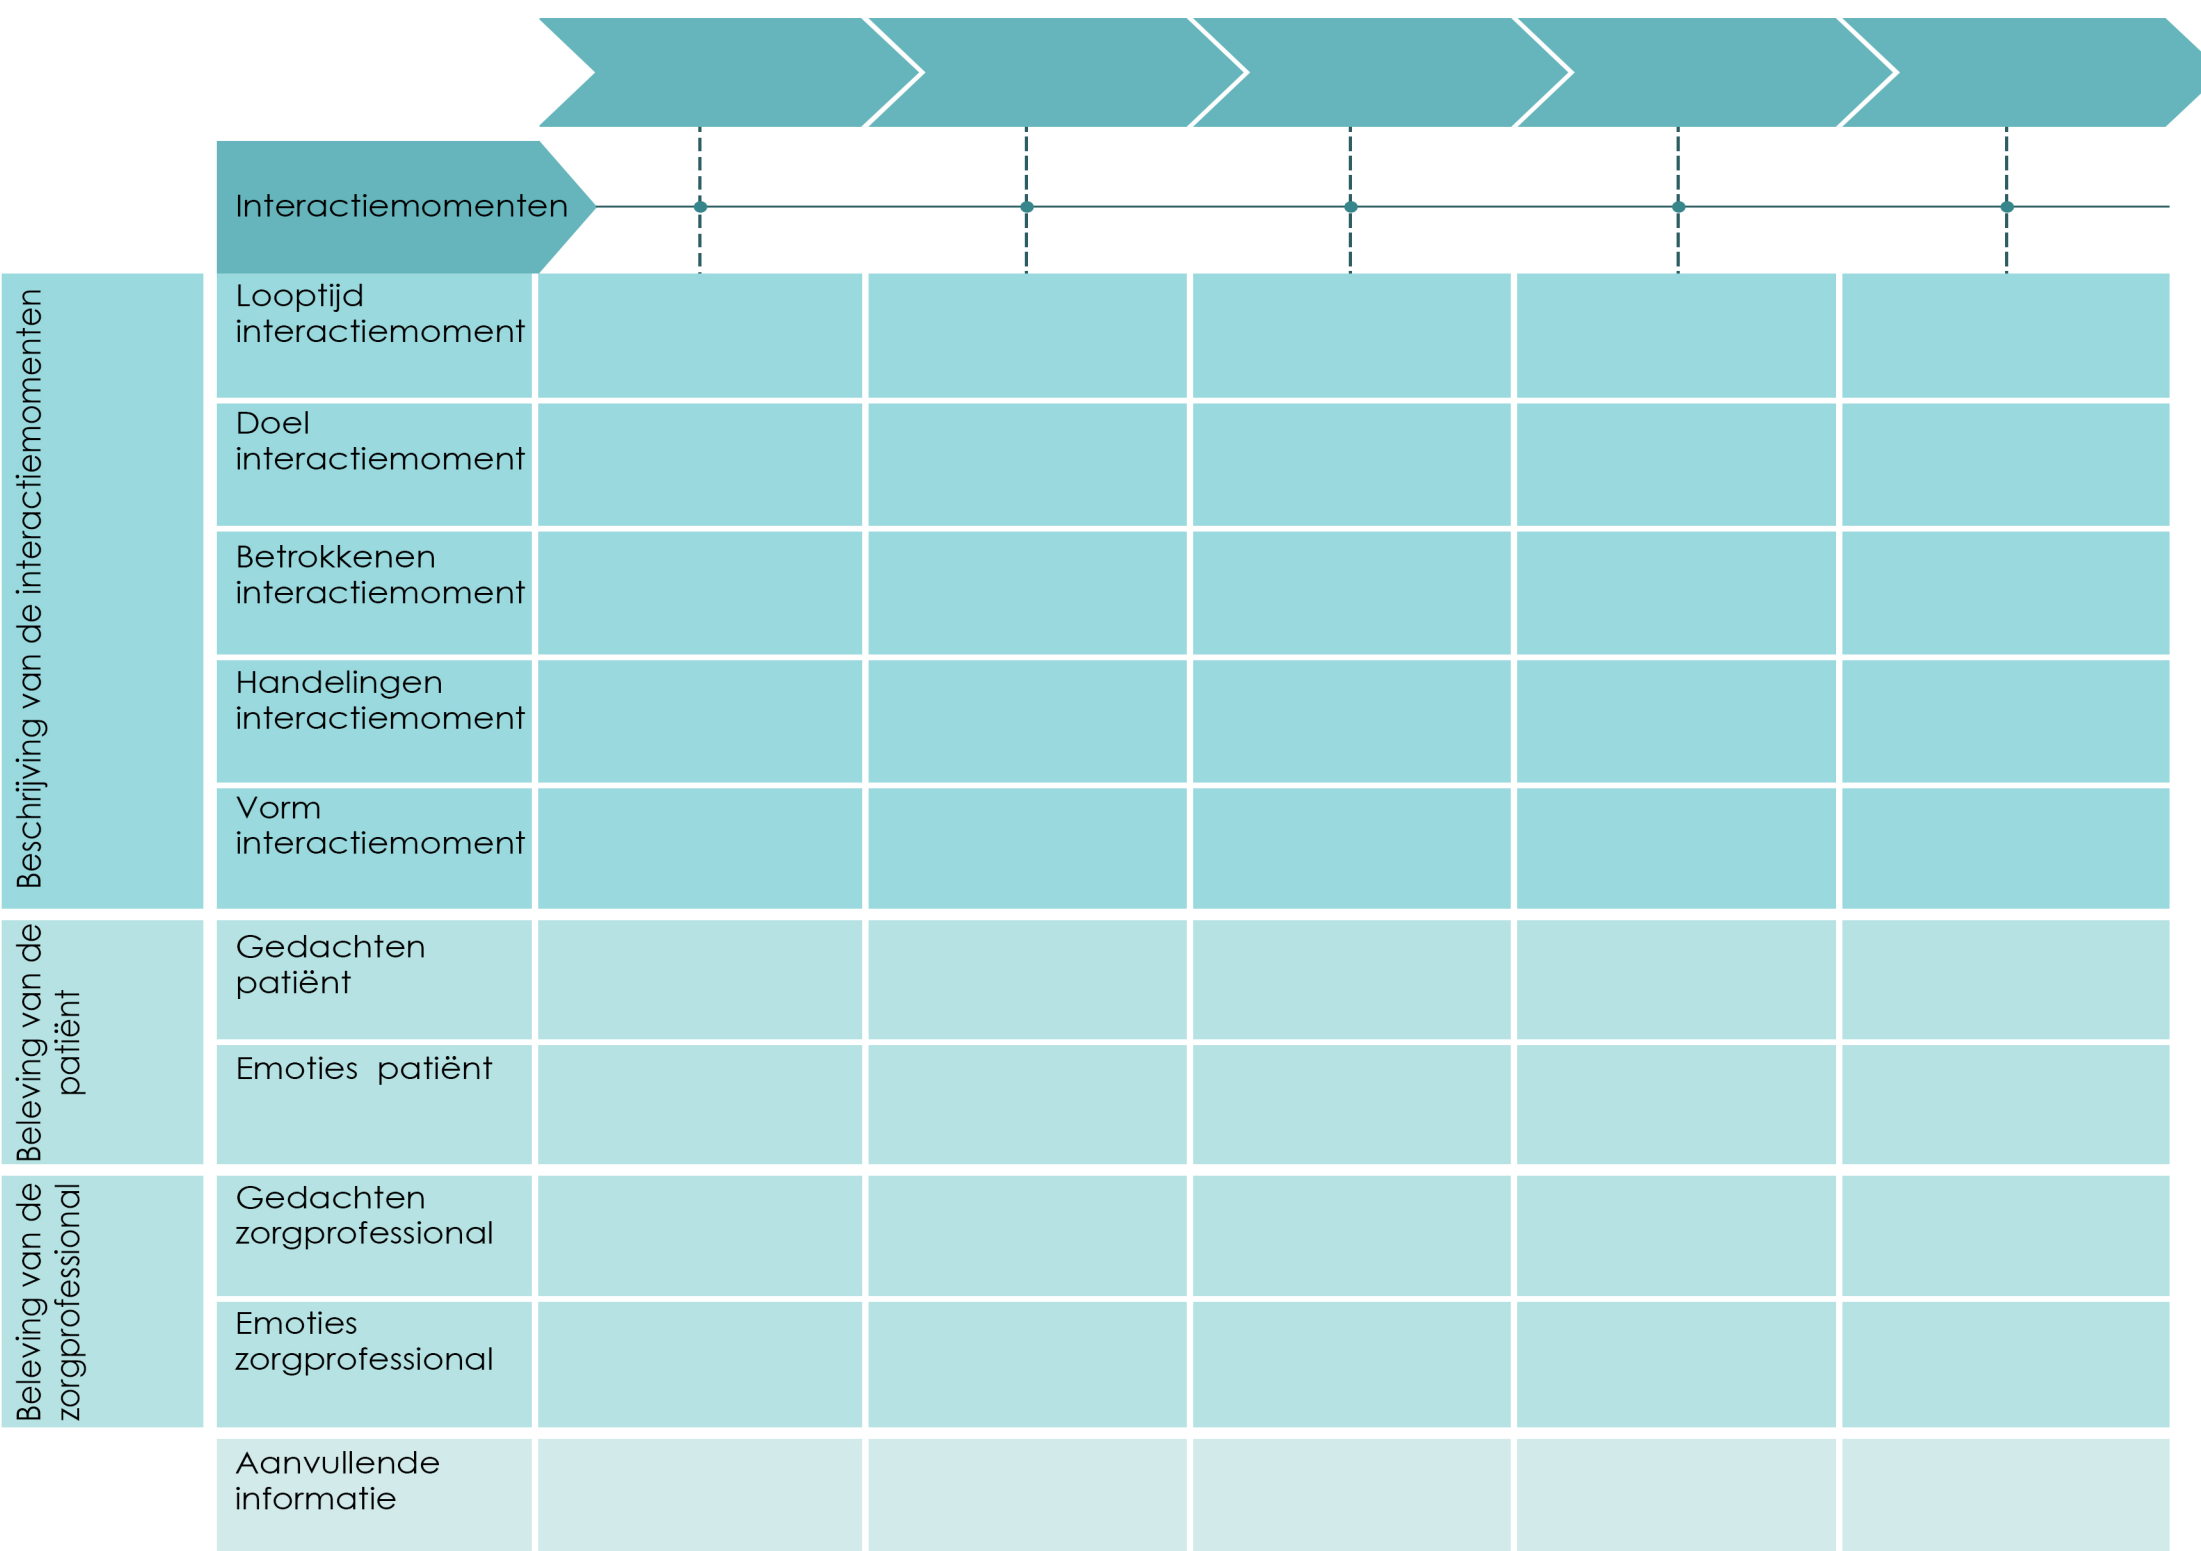 Interactiemomenten
Beschrijving van de interactiemomenten
Looptijd
interactiemoment
Doel
interactiemoment
Betrokkenen
interactiemoment
Handelingen
interactiemoment
Vorm
interactiemoment
Beleving van de
patiënt
Gedachten
patiënt
Emoties  patiënt
Beleving van de
zorgprofessional
Gedachten
zorgprofessional
Emoties
zorgprofessional
Aanvullende
informatie